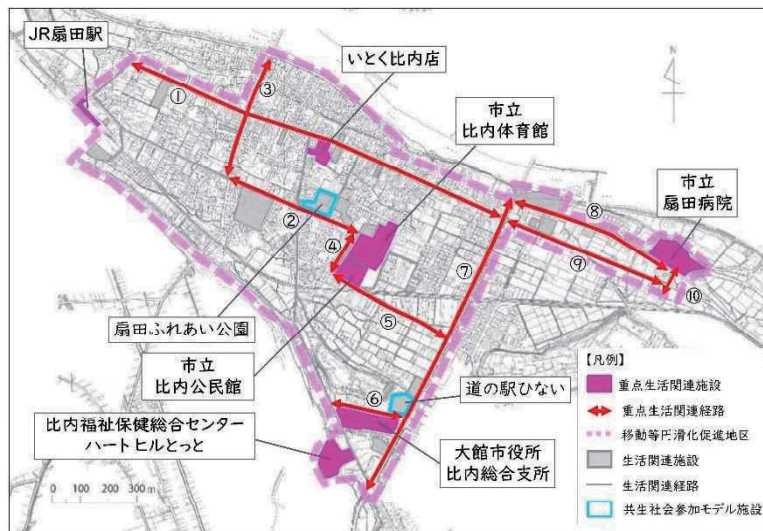 JR扇田駅
いとく比内店
市立
比内体育館
市立
扇田病院
N
①
③
②
④
⑤
⑥
⑦
⑧
⑨
⑩
扇田ふれあい公園
市立
比内公民館
比内福祉保健総合センター
ハートヒルとっと
道の駅ひない
大館市役所
比内総合支所
0 100 200 300 m
【凡例】
重点生活関連施設
重点生活関連経路
移動等円滑化促進地区
生活関連施設
生活関連経路
共生社会参加モデル施設